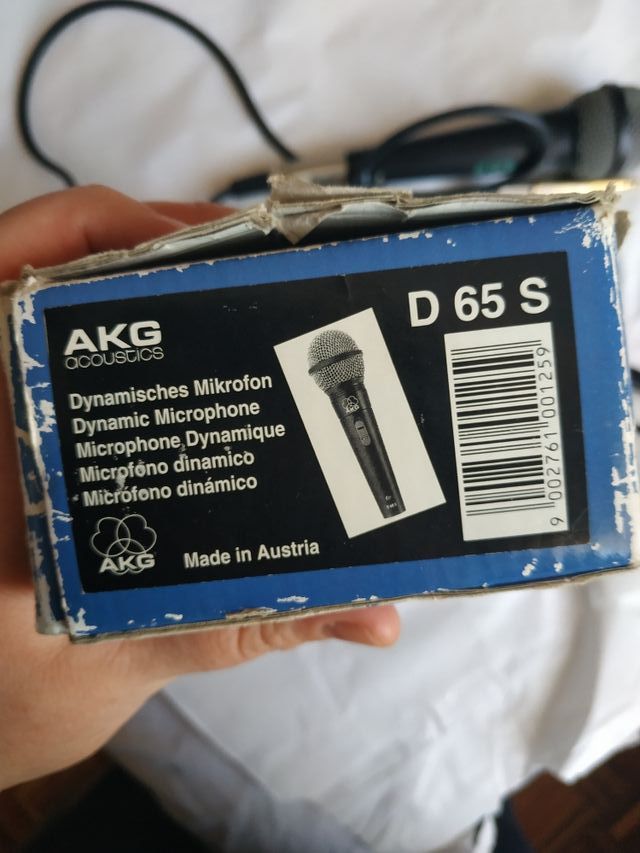 AKG
acoustics
D 65 S
Dynamisches Mikrofon
Dynamic Microphone
Microphone Dynamique
Microfono dinamico
Micrófono dinámico
AKG
Made in Austria
AKG
9 002761 001259